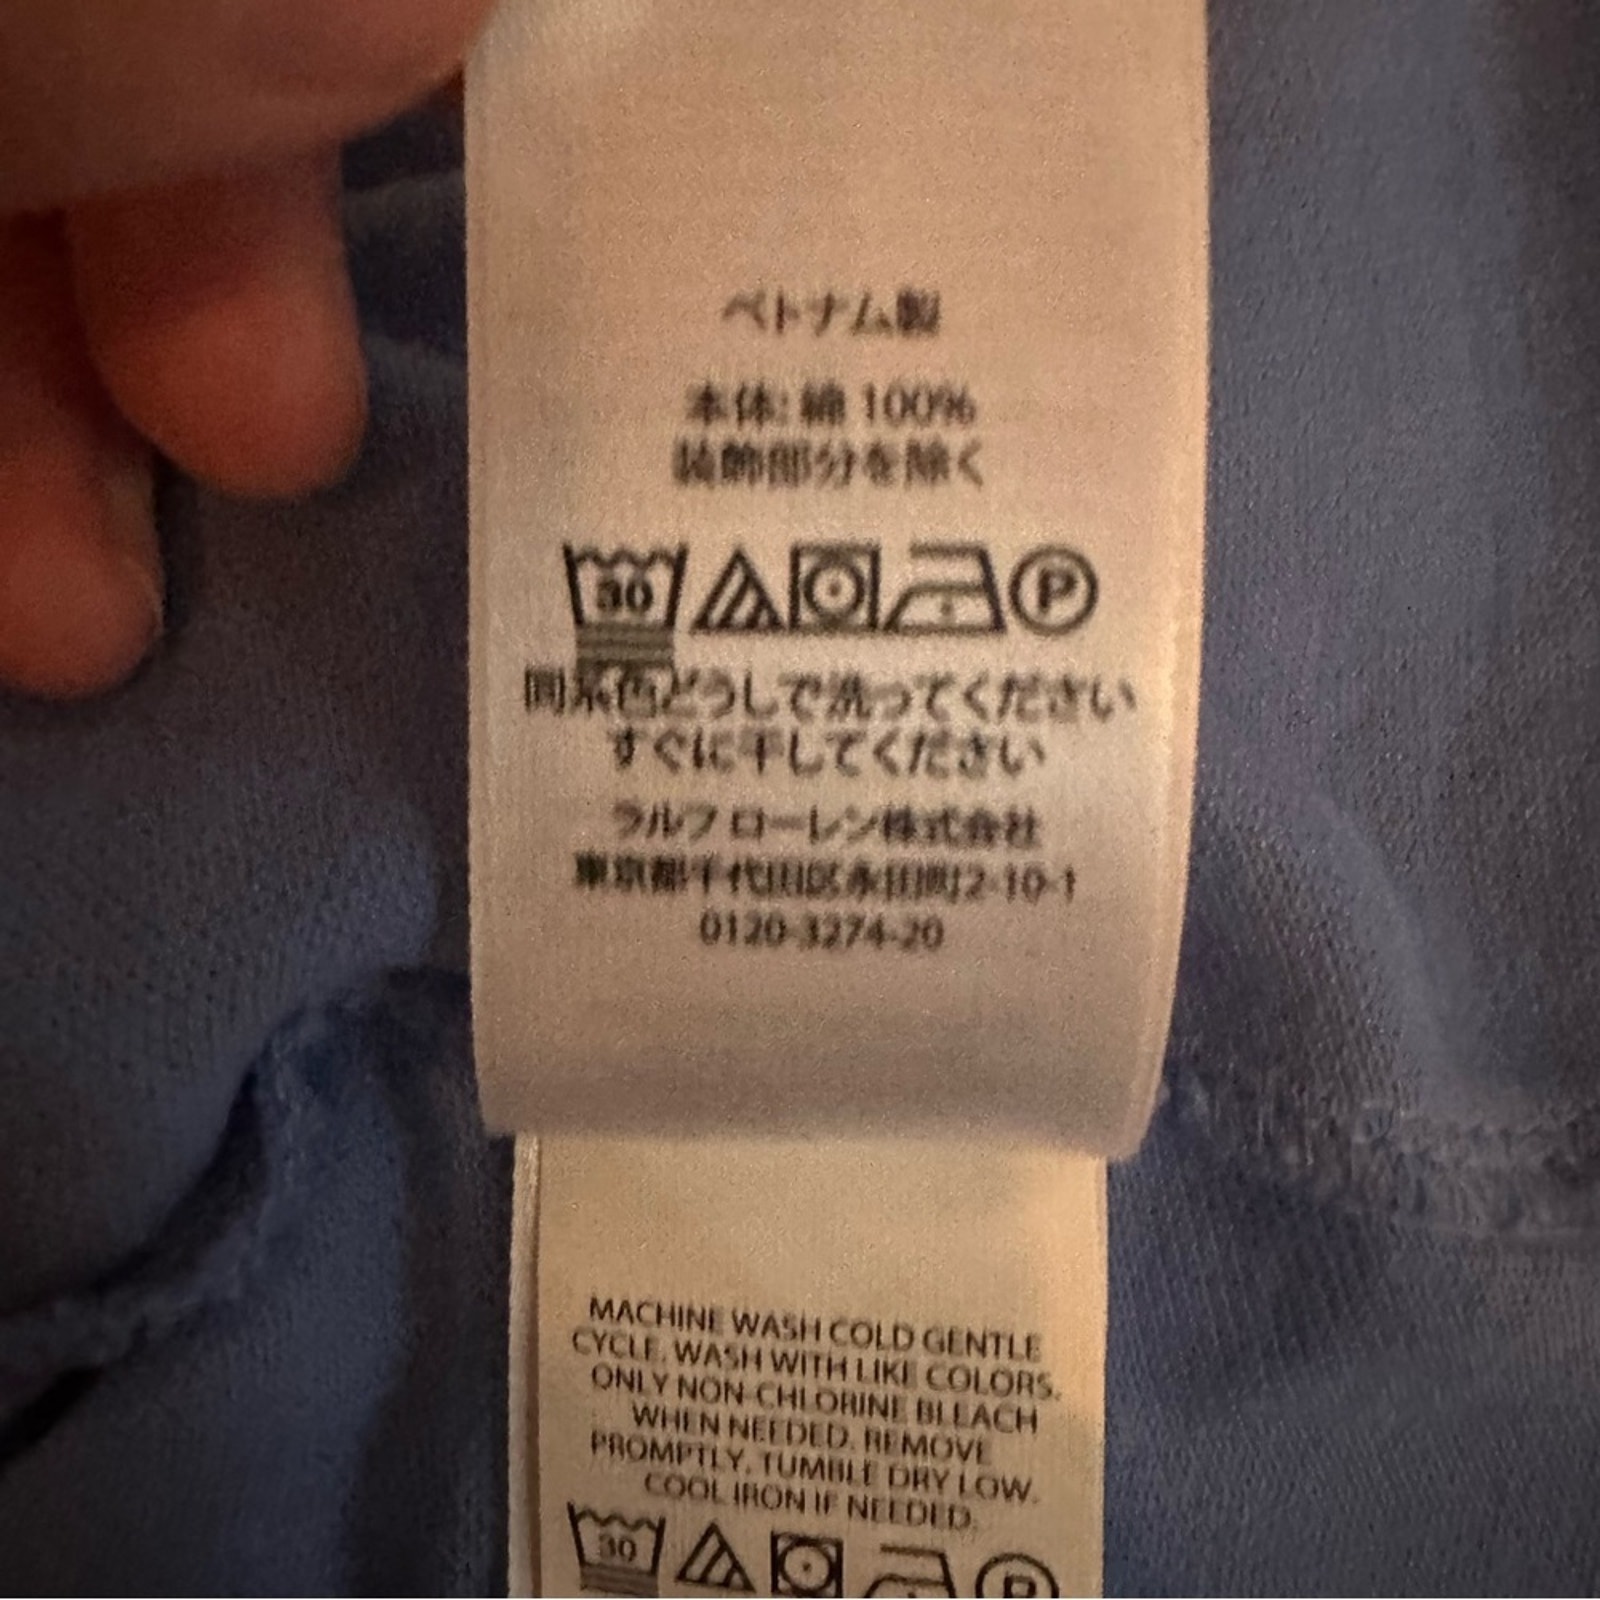 ベトナム製
本体: 綿 100%
装飾部分を除く
30
P
同系色どうしで洗ってください
すぐに干してください
ラルフ ローレン株式会社
東京都千代田区永田町2-10-1
0120-3274-20
MACHINE WASH COLD GENTLE
CYCLE. WASH WITH LIKE COLORS.
ONLY NON-CHLORINE BLEACH
WHEN NEEDED. REMOVE
PROMPTLY. TUMBLE DRY LOW.
COOL IRON IF NEEDED.
30
P